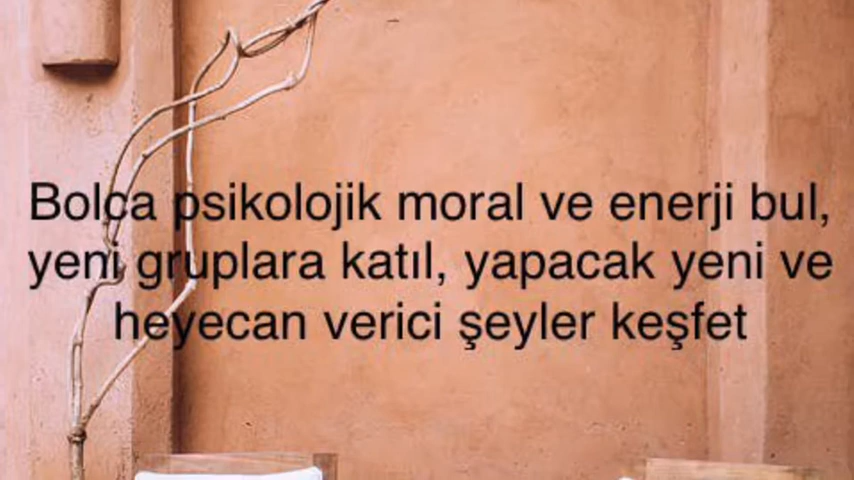 Bolca psikolojik moral ve enerji bul,
yeni gruplara katıl, yapacak yeni ve
heyecan verici şeyler keşfet